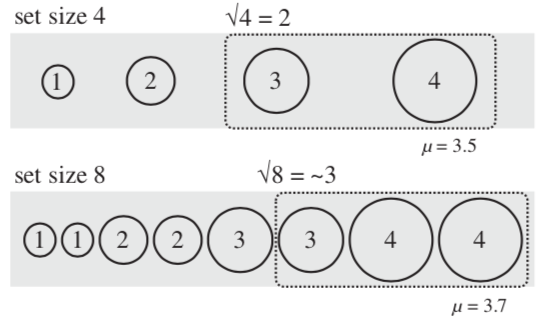 set size 4
√4 = 2
1 2 3 4
μ = 3.5
set size 8
√8 = ~3
1 1 2 2 3 3 4 4
μ = 3.7